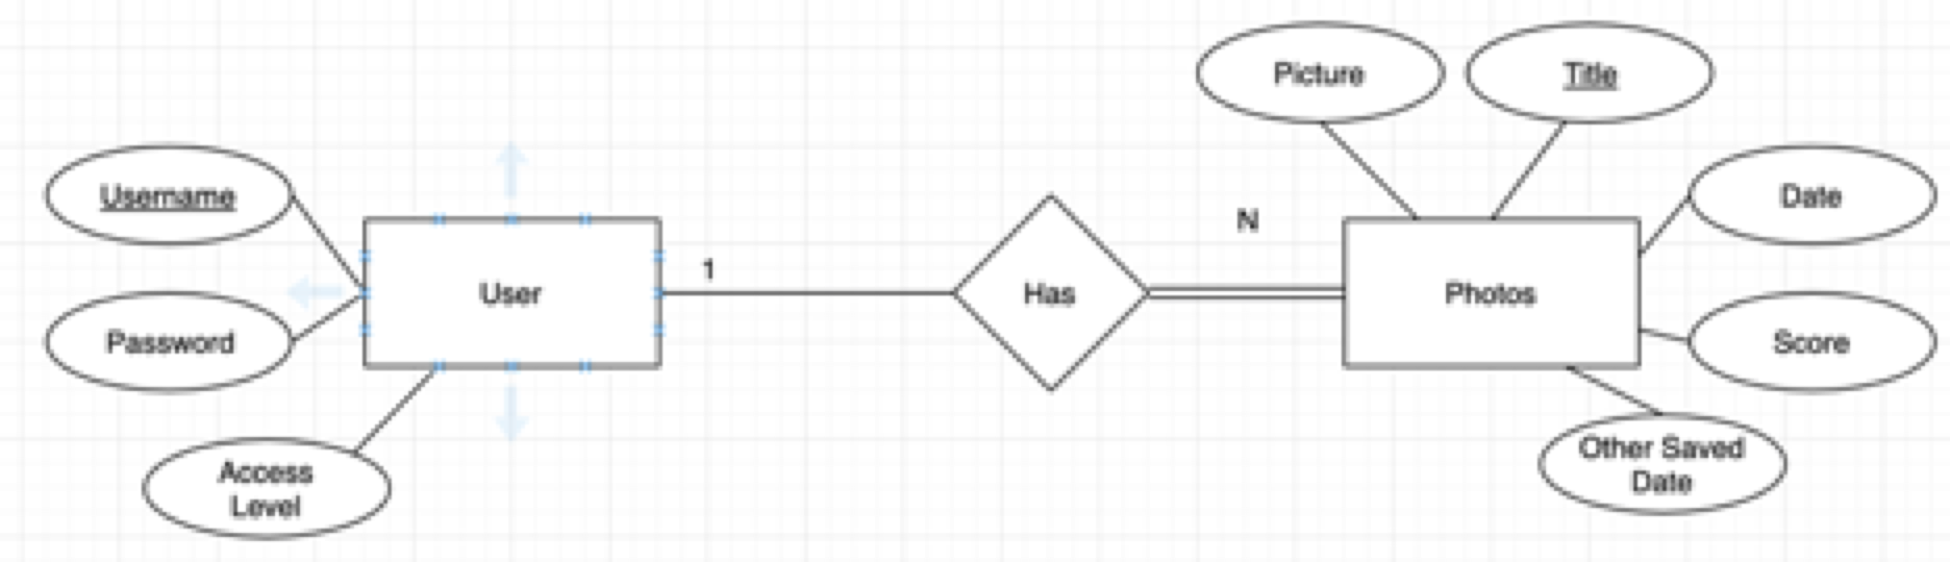 Picture
Title
Username
Date
N
1
User
Has
Photos
Password
Score
Access
Level
Other Saved
Date